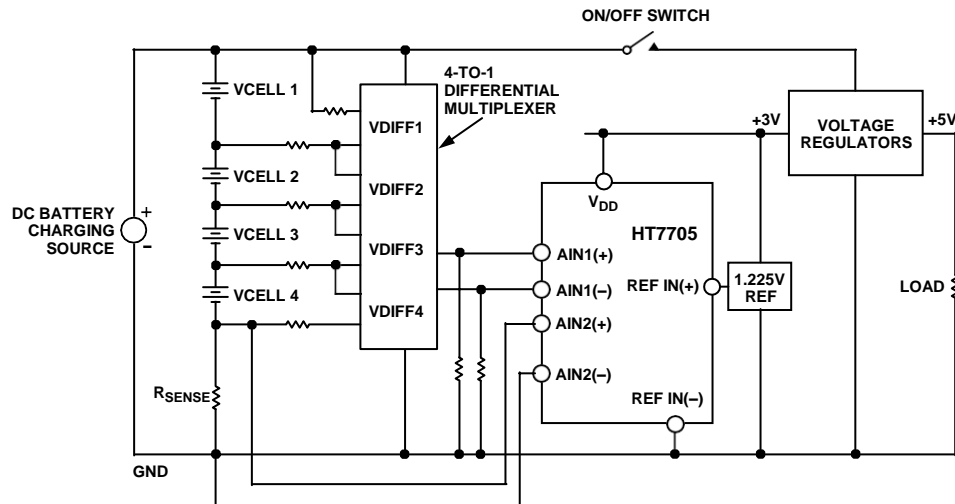 ON/OFF SWITCH
4-TO-1
DIFFERENTIAL
MULTIPLEXER
VCELL 1
VDIFF1
+3V
VOLTAGE
REGULATORS
+5V
VCELL 2
VDIFF2
VDD
DC BATTERY
CHARGING
SOURCE
+
−
VCELL 3
VDIFF3
HT7705
AIN1(+)
REF IN(+)
1.225V
REF
LOAD
VCELL 4
AIN1(–)
VDIFF4
AIN2(+)
RSENSE
AIN2(–)
REF IN(–)
GND